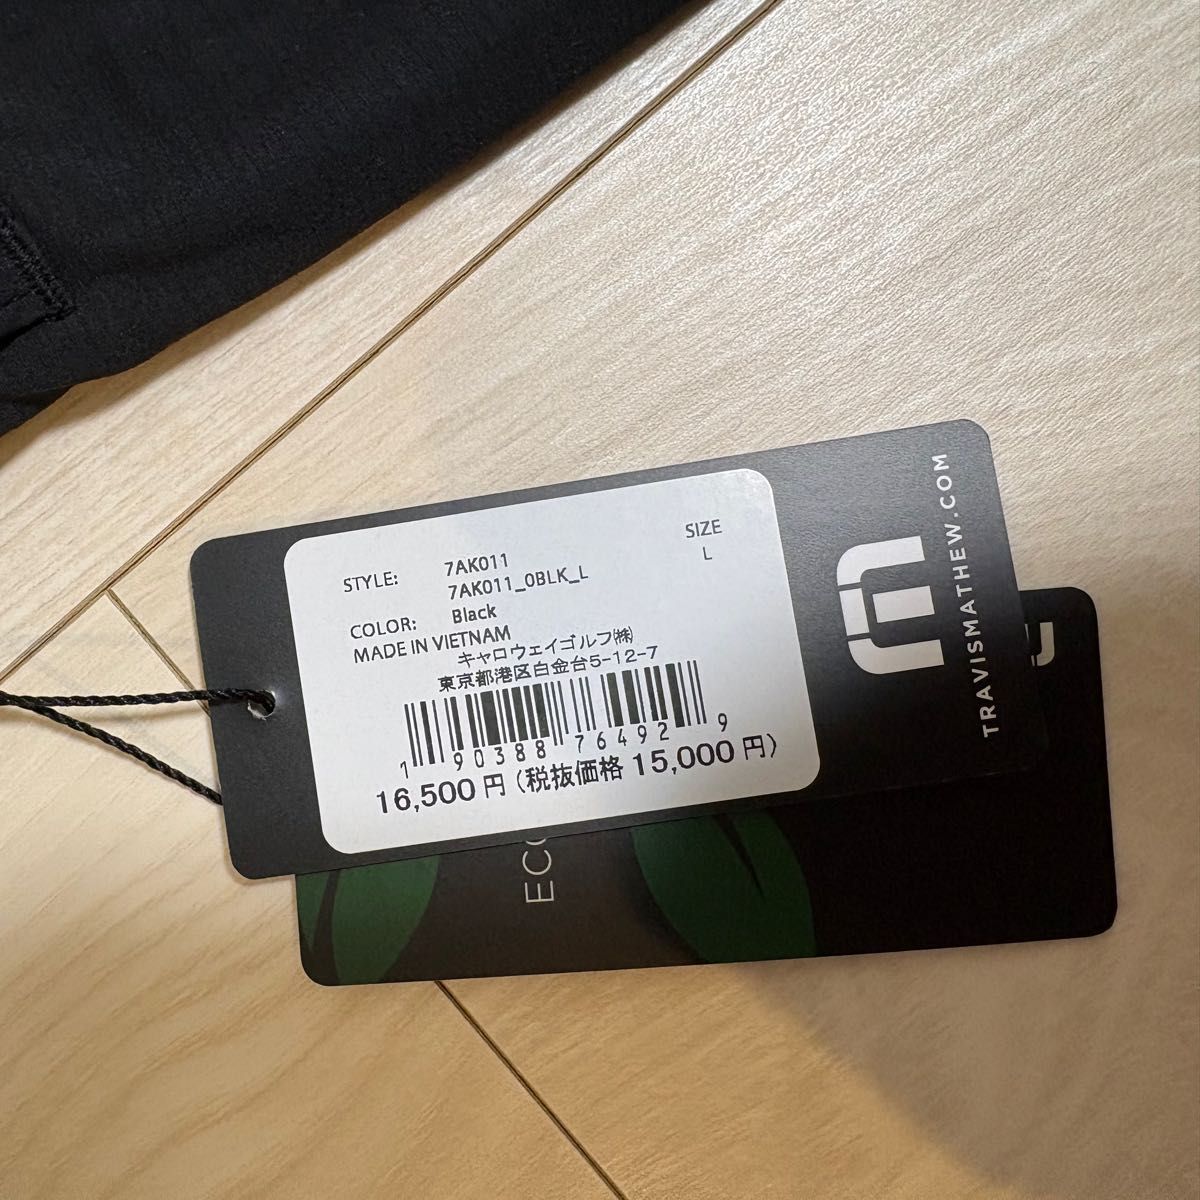 STYLE: 7AK011
7AK011_0BLK_L
SIZE
L
COLOR: Black
MADE IN VIETNAM
キャロウェイゴルフ㈱
東京都港区白金台5-12-7
1 90388 76492 9
16,500円(税抜価格 15,000円)
TRAVISMATHEW.COM